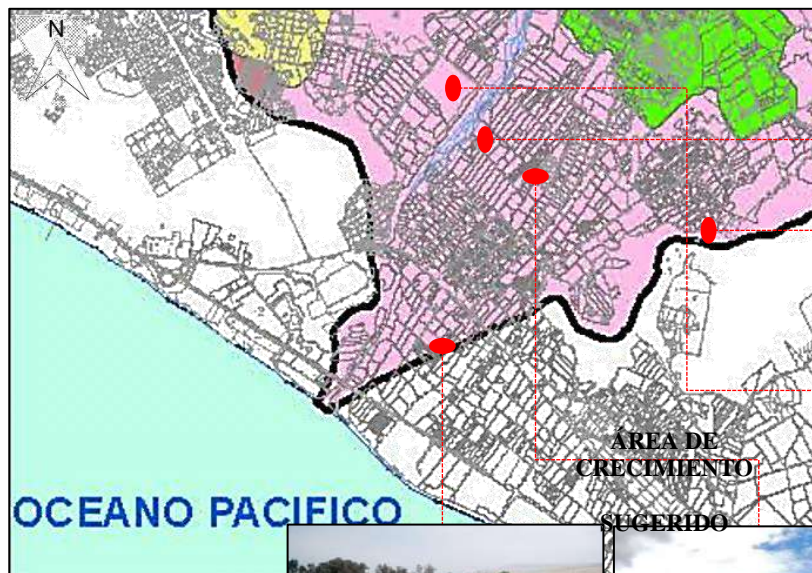 N
ÁREA DE
CRECIMIENTO
SUGERIDO
OCEANO PACIFICO